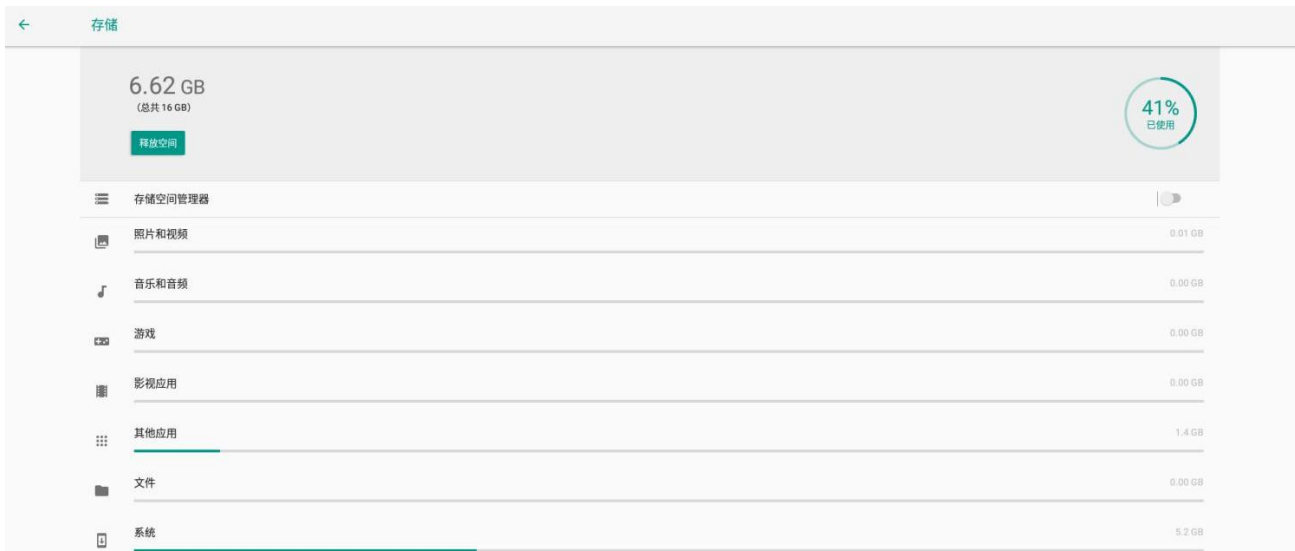 存储
6.62 GB
(总共 16 GB)
41%
已使用
释放空间
存储空间管理器
照片和视频 0.01 GB
音乐和音频 0.00 GB
游戏 0.00 GB
影视应用 0.00 GB
其他应用 1.4 GB
文件 0.00 GB
系统 5.2 GB